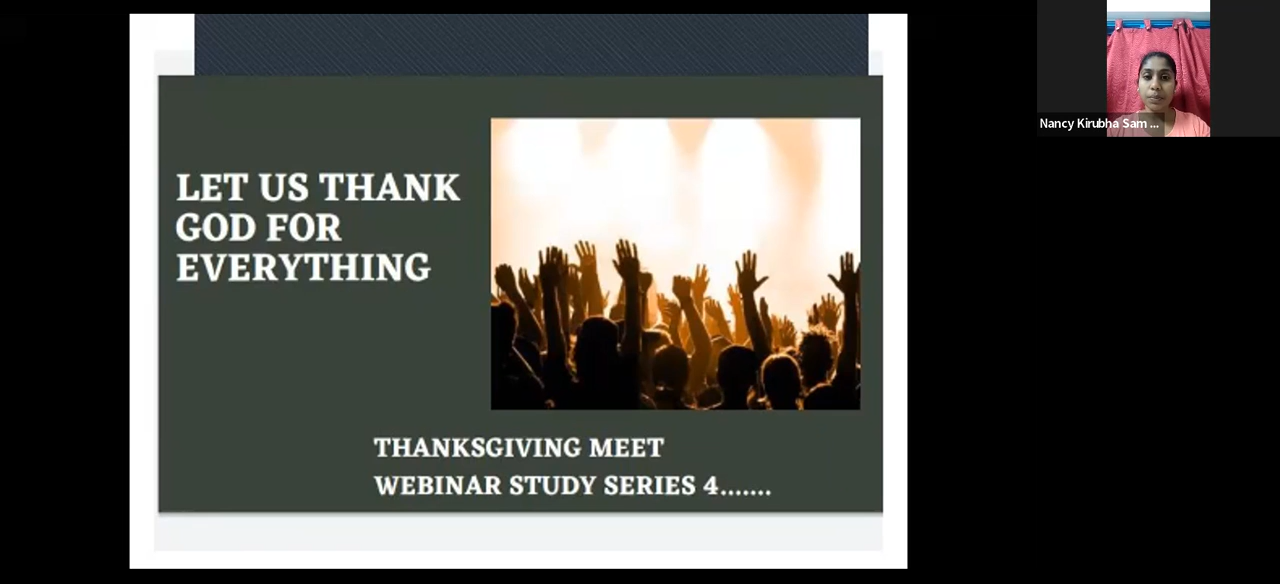 LET US THANK
GOD FOR
EVERYTHING
THANKSGIVING MEET
WEBINAR STUDY SERIES 4.......
Nancy Kirubha Sam ...